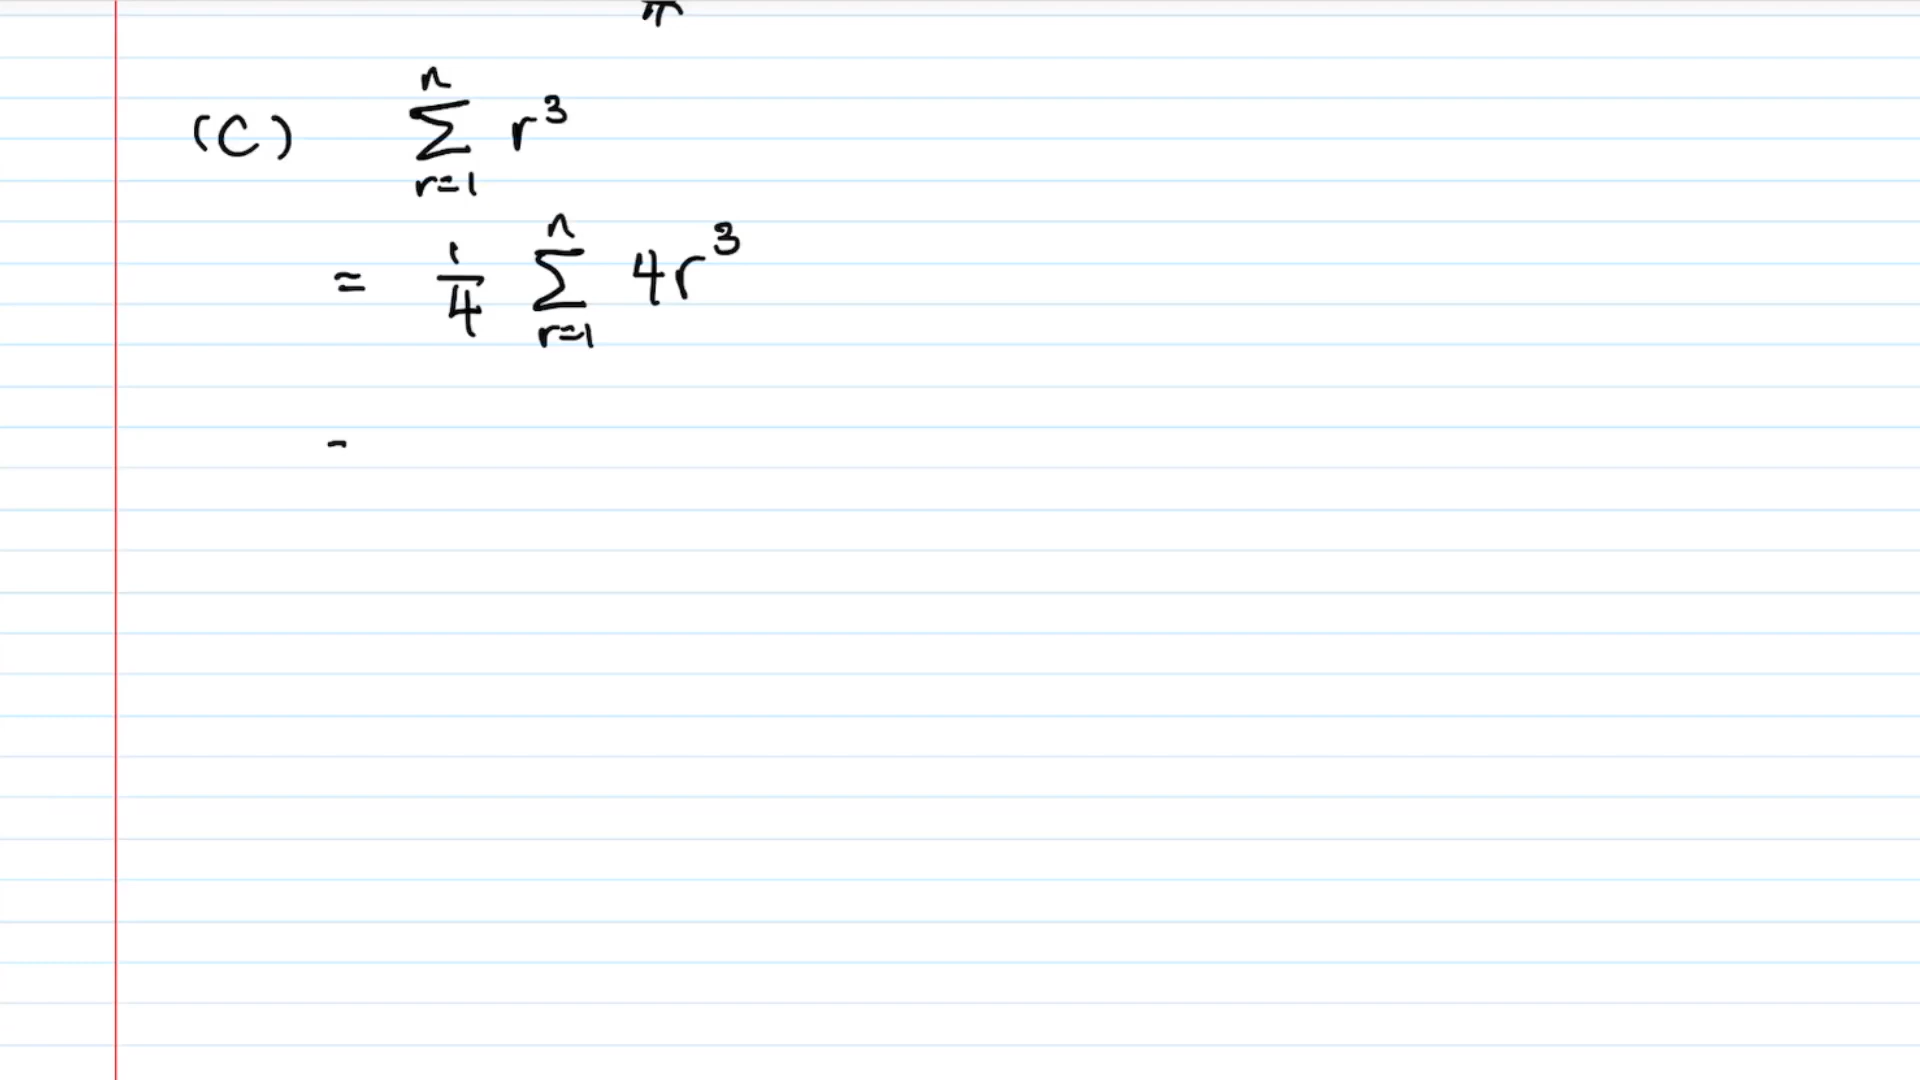 π
(C) n∑r=1 r³
= 1/4 n∑r=1 4r³
-